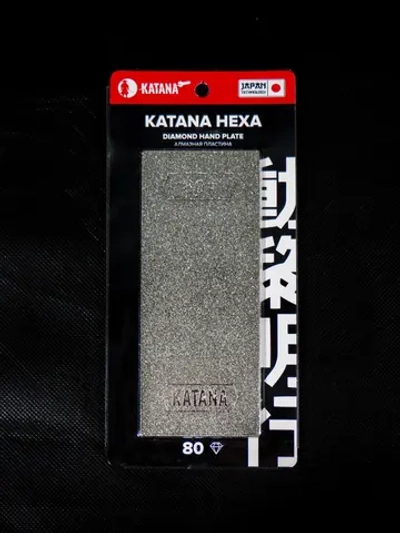 KATANA
JAPAN
TECHNOLOGY
KATANA HEXA
DIAMOND HAND PLATE
АЛМАЗНАЯ ПЛАСТИНА
KATANA
80